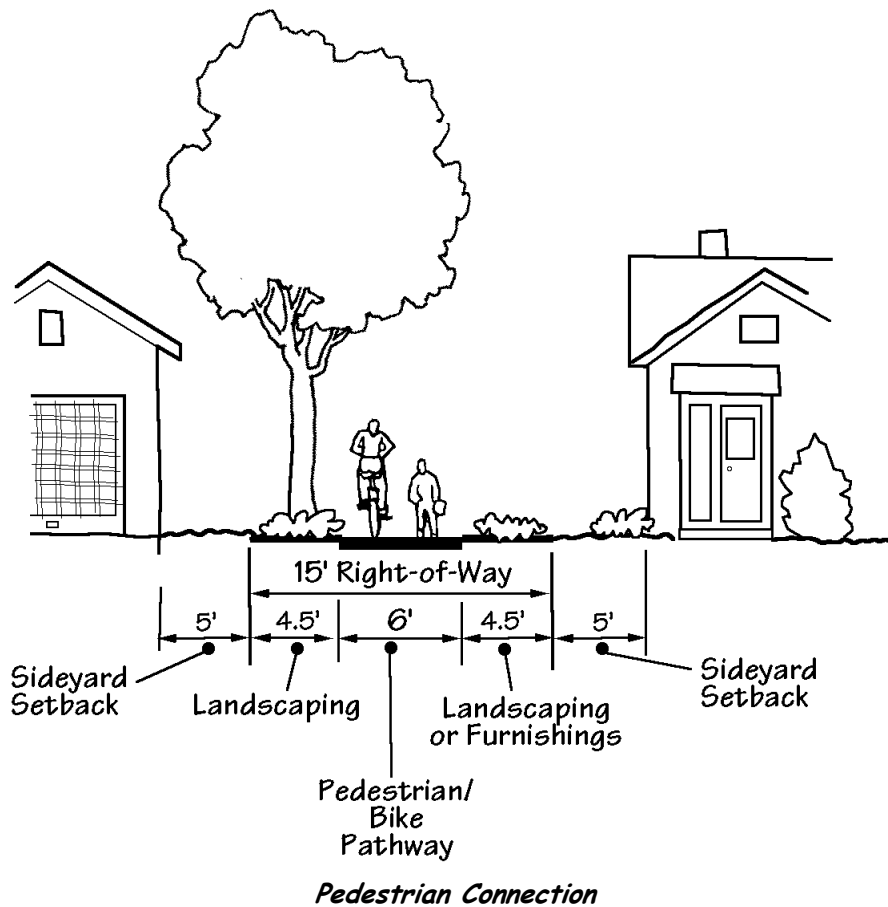 15' Right-of-Way
5'
4.5'
6'
4.5'
5'
Sideyard
Setback
Landscaping
Landscaping
or Furnishings
Sideyard
Setback
Pedestrian/
Bike
Pathway
Pedestrian Connection